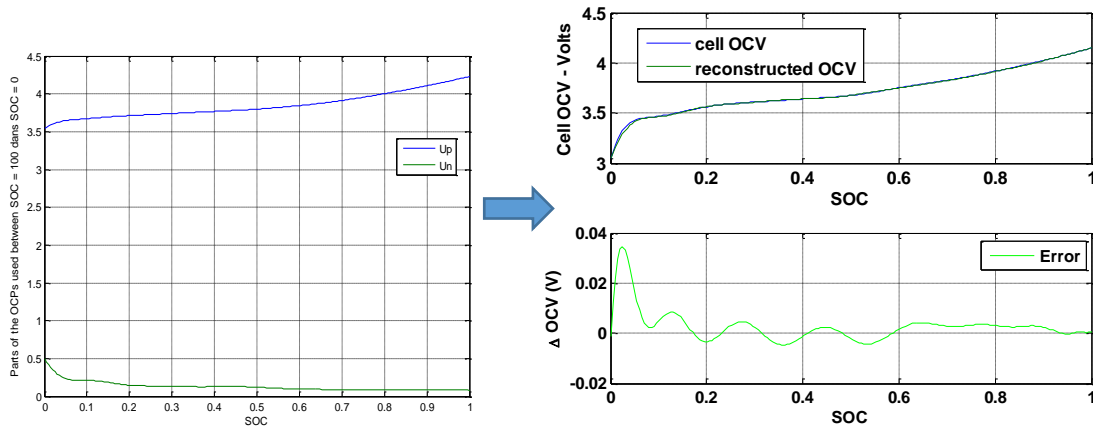 Parts of the OCPs used between SOC = 100 dans SOC = 0
4.5
4
3.5
3
2.5
2
1.5
1
0.5
0
Up
Un
0 0.1 0.2 0.3 0.4 0.5 0.6 0.7 0.8 0.9 1
SOC
Cell OCV - Volts
4.5
4
3.5
3
cell OCV
reconstructed OCV
0 0.2 0.4 0.6 0.8 1
SOC
Δ OCV (V)
0.04
0.02
0
-0.02
Error
0 0.2 0.4 0.6 0.8 1
SOC